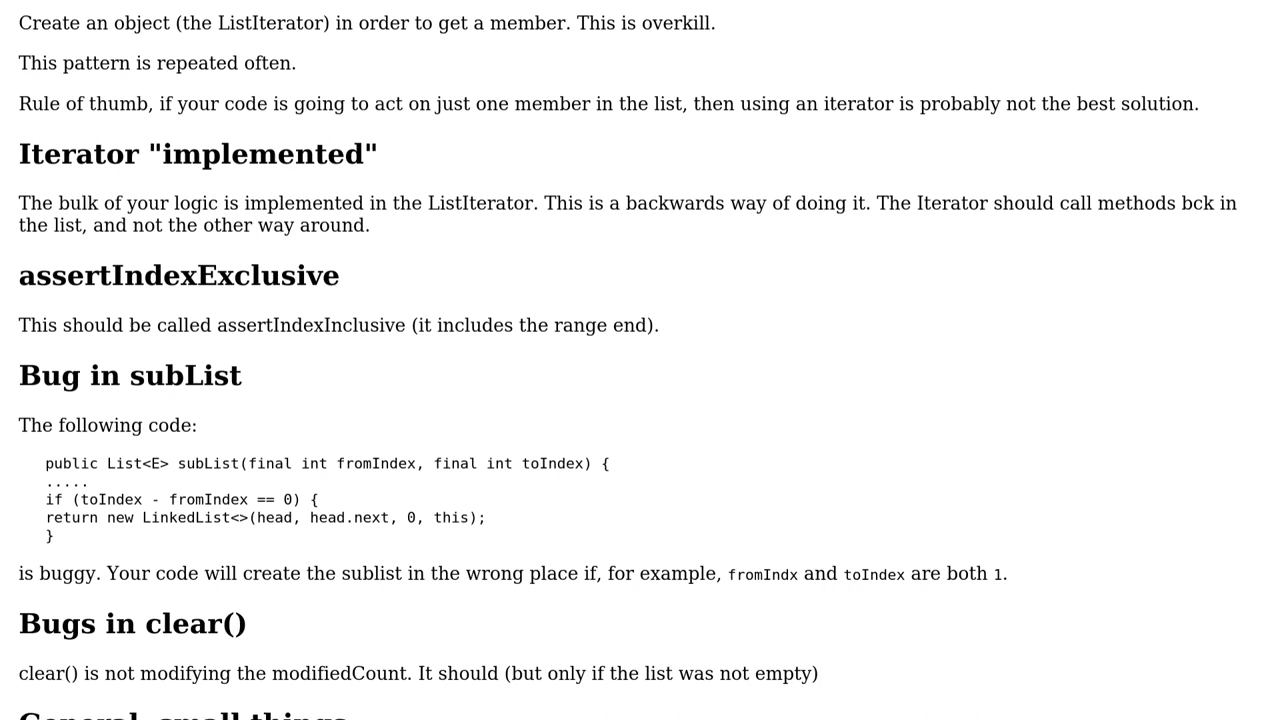 Create an object (the ListIterator) in order to get a member. This is overkill.
This pattern is repeated often.
Rule of thumb, if your code is going to act on just one member in the list, then using an iterator is probably not the best solution.
Iterator "implemented"
The bulk of your logic is implemented in the ListIterator. This is a backwards way of doing it. The Iterator should call methods bck in
the list, and not the other way around.
assertIndexExclusive
This should be called assertIndexInclusive (it includes the range end).
Bug in subList
The following code:
public List<E> subList(final int fromIndex, final int toIndex) {
.....
if (toIndex - fromIndex == 0) {
return new LinkedList<>(head, head.next, 0, this);
}
is buggy. Your code will create the sublist in the wrong place if, for example, fromIndx and toIndex are both 1.
Bugs in clear()
clear() is not modifying the modifiedCount. It should (but only if the list was not empty)
General, small things